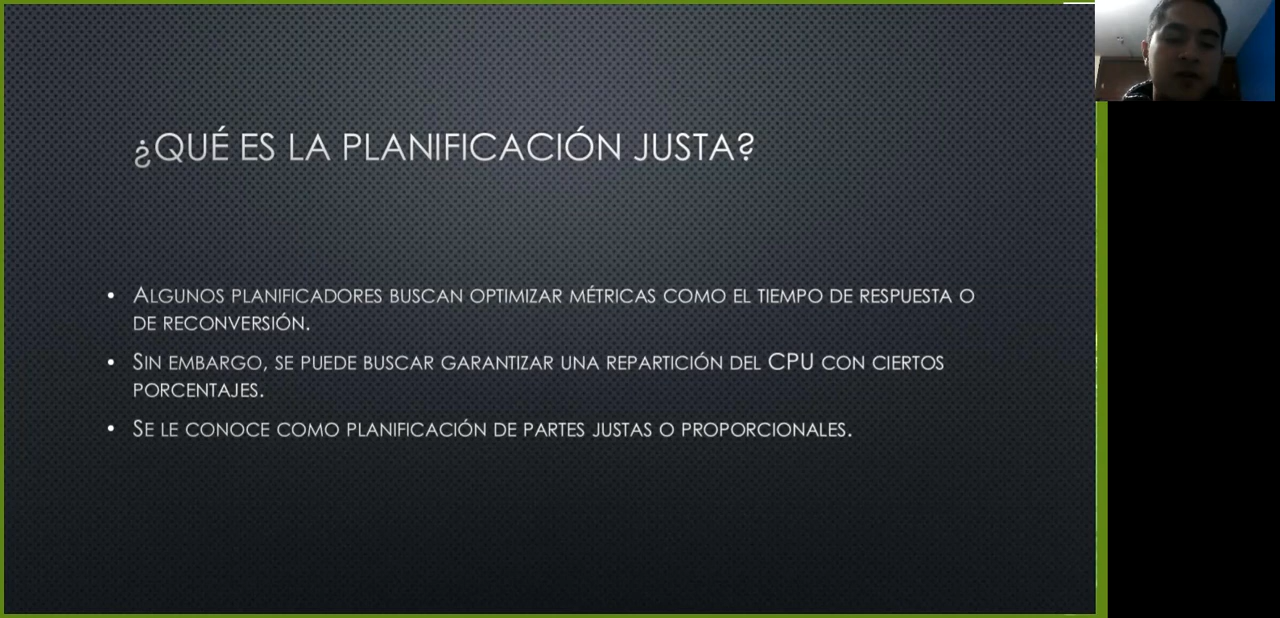 ¿QUÉ ES LA PLANIFICACIÓN JUSTA?
• ALGUNOS PLANIFICADORES BUSCAN OPTIMIZAR MÉTRICAS COMO EL TIEMPO DE RESPUESTA O
DE RECONVERSIÓN.
• SIN EMBARGO, SE PUEDE BUSCAR GARANTIZAR UNA REPARTICIÓN DEL CPU CON CIERTOS
PORCENTAJES.
• SE LE CONOCE COMO PLANIFICACIÓN DE PARTES JUSTAS O PROPORCIONALES.